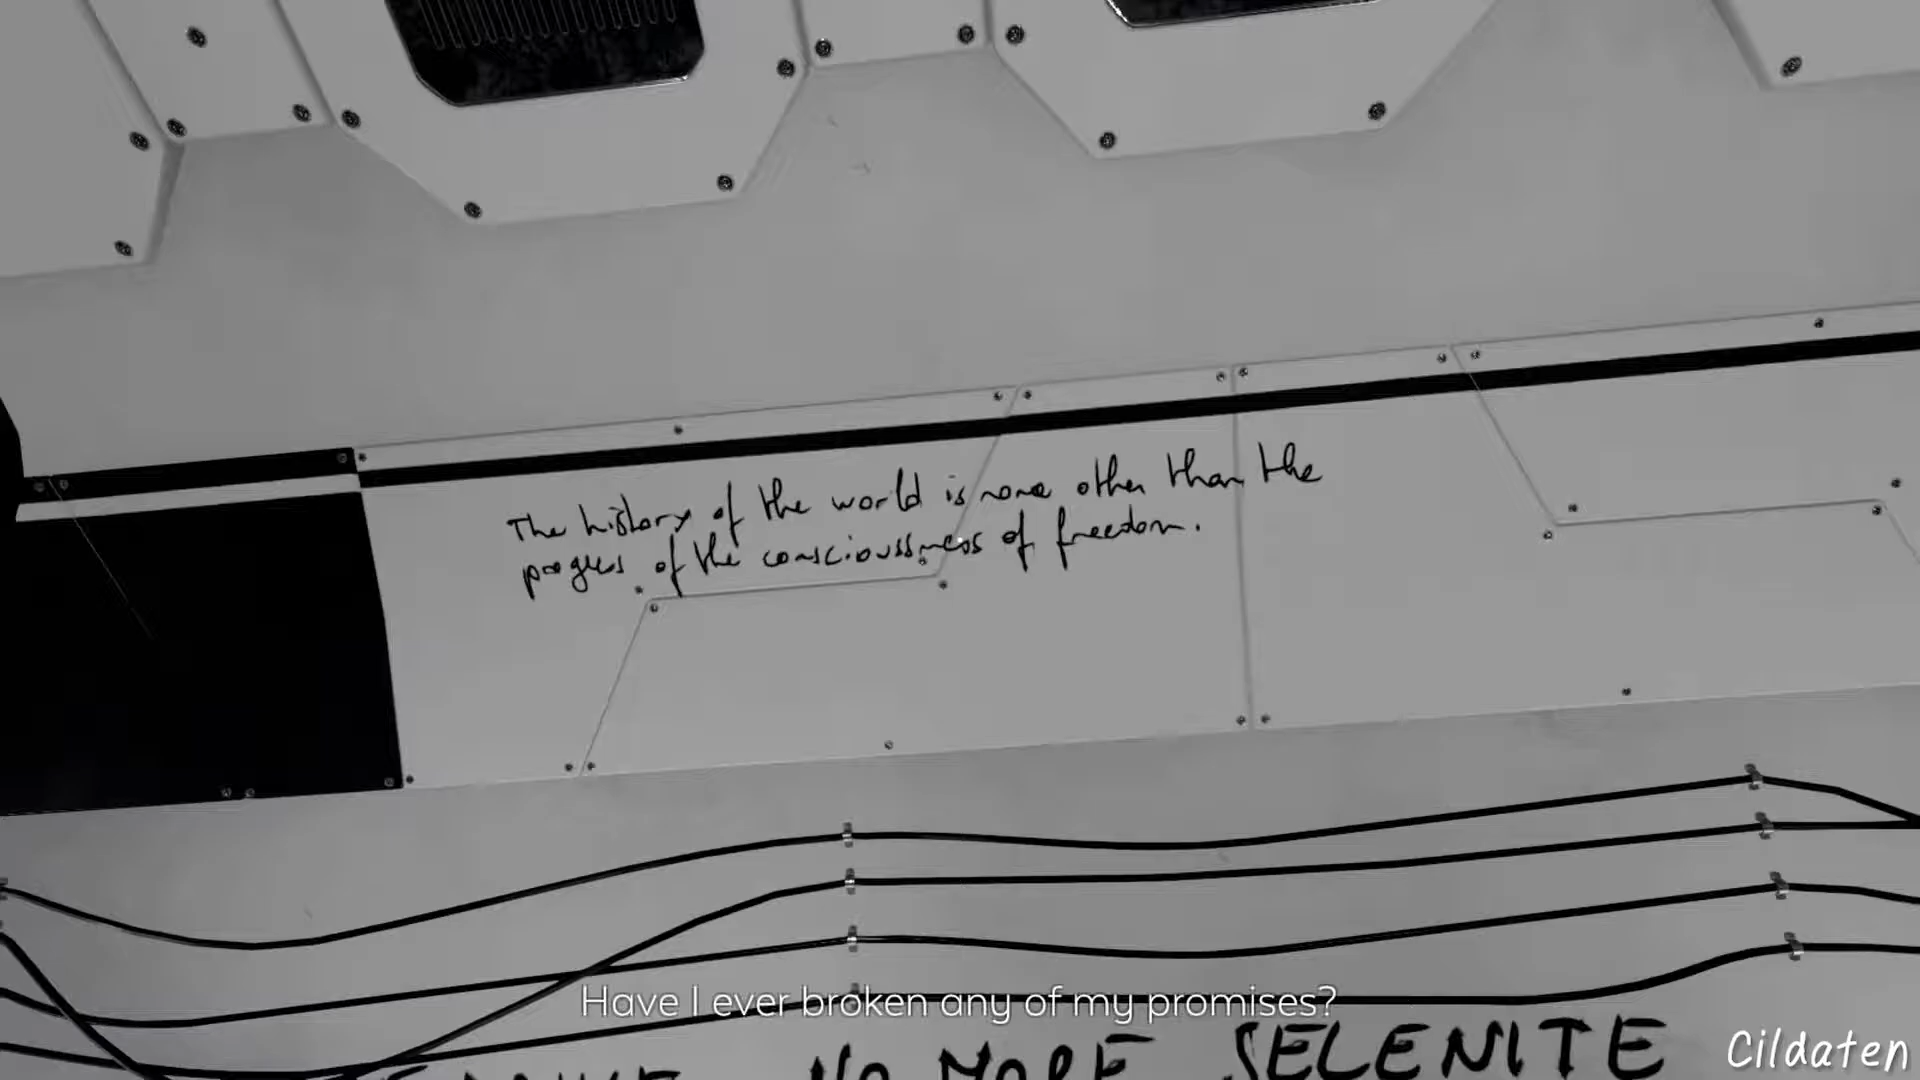 The history of the world is none other than the
progress of the conscioussness of freedom.
Have I ever broken any of my promises?
NO MORE SELENITE
Cildaten